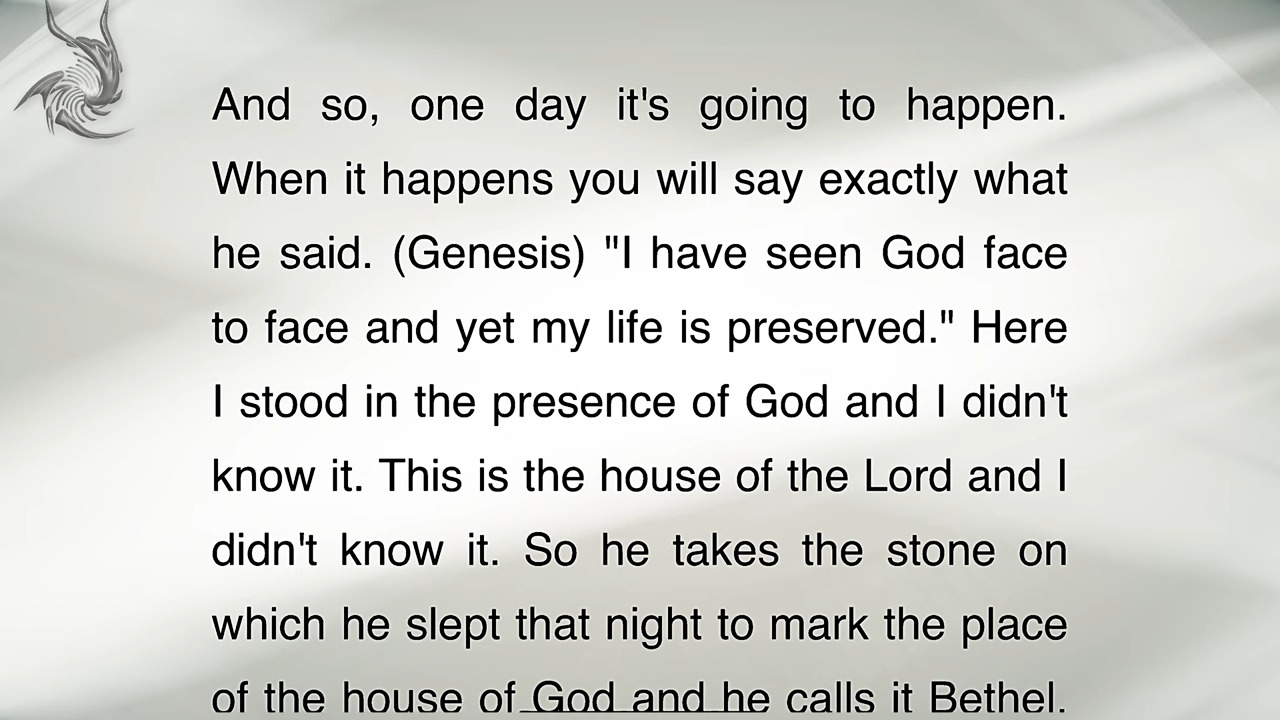 And so, one day it's going to happen.
When it happens you will say exactly what
he said. (Genesis) "I have seen God face
to face and yet my life is preserved." Here
I stood in the presence of God and I didn't
know it. This is the house of the Lord and I
didn't know it. So he takes the stone on
which he slept that night to mark the place
of the house of God and he calls it Bethel.